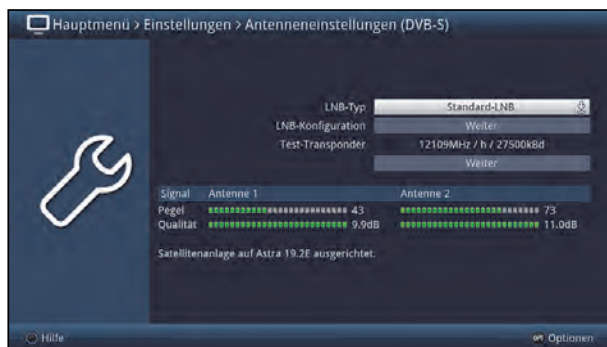 Hauptmenü > Einstellungen > Antenneneinstellungen (DVB-S)
LNB-Typ Standard-LNB
LNB-Konfiguration Weiter
Test-Transponder 12109MHz / h / 27500kBd
Weiter
Signal Antenne 1 Antenne 2
Pegel 43 73
Qualität 9.9dB 11.0dB
Satellitenanlage auf Astra 19.2E ausgerichtet.
Hilfe Optionen